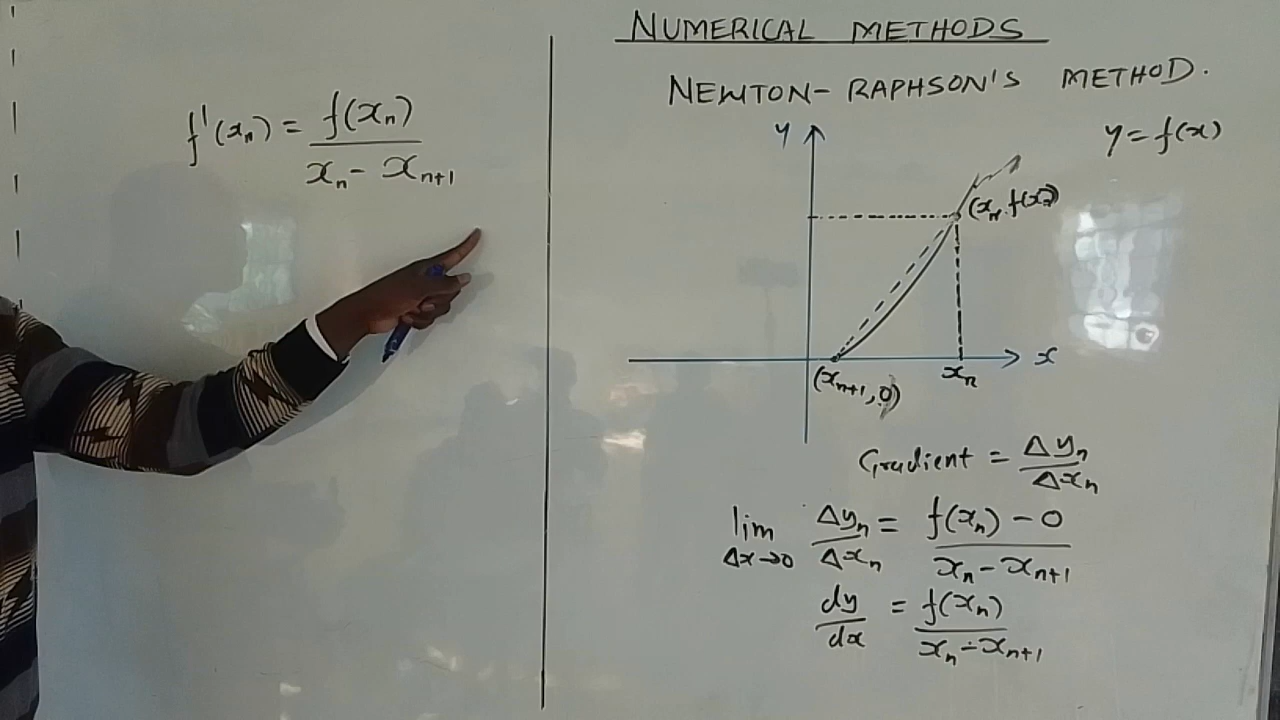 NUMERICAL METHODS
NEWTON-RAPHSON'S METHOD.
f'(xₙ) = f(xₙ) / (xₙ - xₙ₊₁)
y
y = f(x)
(xₙ, f(xₙ))
x
(xₙ₊₁, 0)
xₙ
Gradient = Δyₙ / Δxₙ
lim Δx→0 Δyₙ / Δxₙ = (f(xₙ) - 0) / (xₙ - xₙ₊₁)
dy / dx = f(xₙ) / (xₙ - xₙ₊₁)